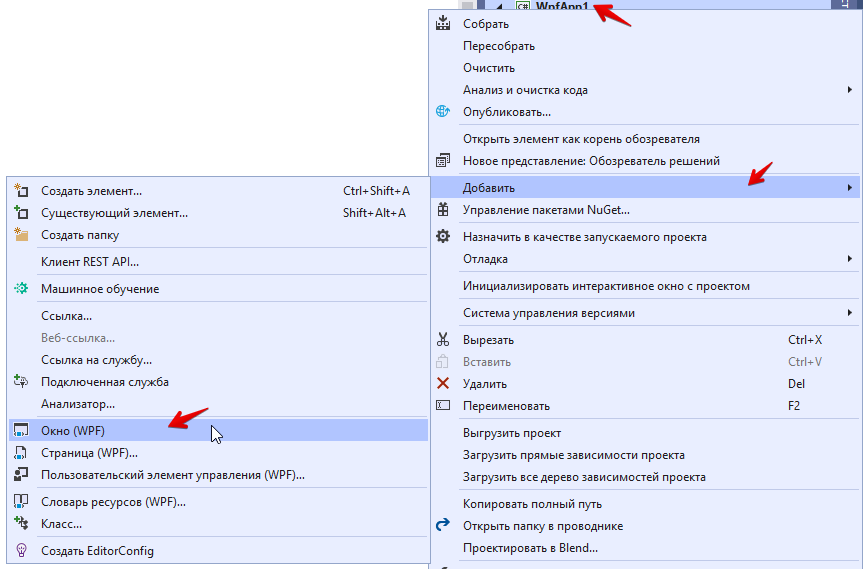 WpfApp1
Собрать
Пересобрать
Очистить
Анализ и очистка кода
Опубликовать...
Открыть элемент как корень обозревателя
Новое представление: Обозреватель решений
Добавить
Управление пакетами NuGet...
Назначить в качестве запускаемого проекта
Отладка
Инициализировать интерактивное окно с проектом
Система управления версиями
Вырезать Ctrl+X
Вставить Ctrl+V
Удалить Del
Переименовать F2
Выгрузить проект
Загрузить прямые зависимости проекта
Загрузить все дерево зависимостей проекта
Копировать полный путь
Открыть папку в проводнике
Проектировать в Blend...
Создать элемент... Ctrl+Shift+A
Существующий элемент... Shift+Alt+A
Создать папку
Клиент REST API...
Машинное обучение
Ссылка...
Веб-ссылка...
Ссылка на службу...
Подключенная служба
Анализатор...
Окно (WPF)
Страница (WPF)...
Пользовательский элемент управления (WPF)...
Словарь ресурсов (WPF)...
Класс...
Создать EditorConfig